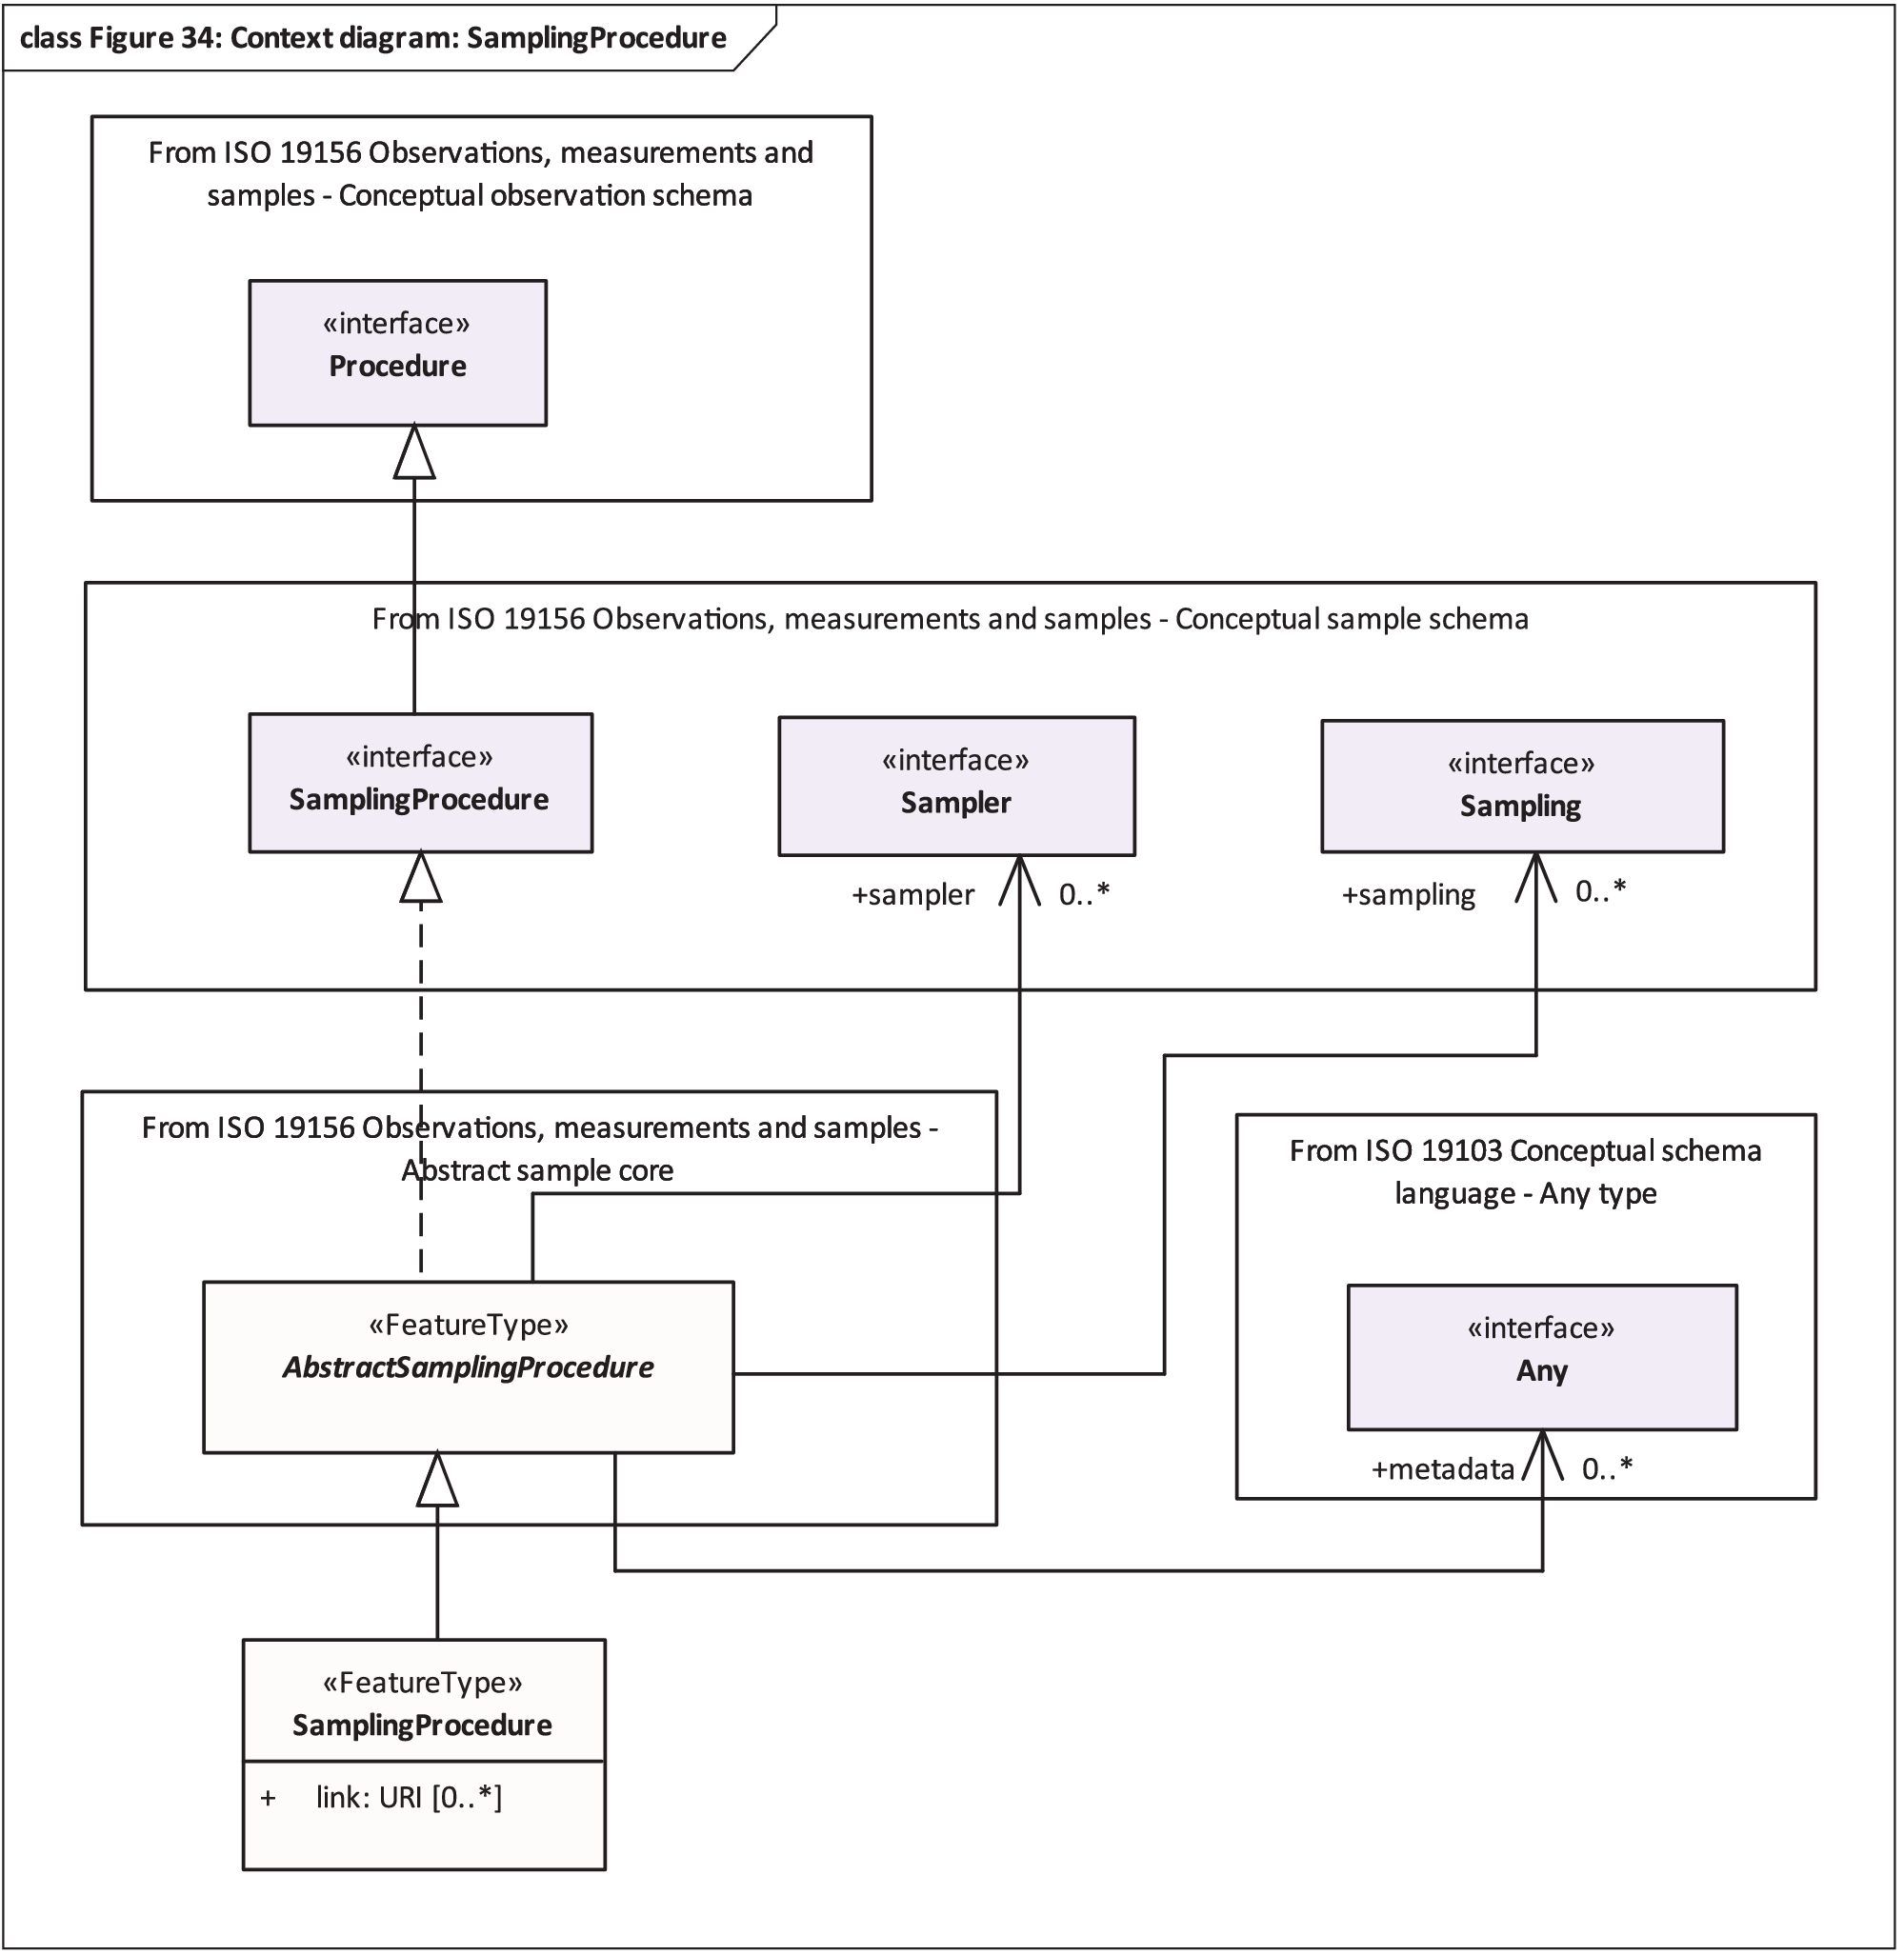 class Figure 34: Context diagram: SamplingProcedure
From ISO 19156 Observations, measurements and
samples - Conceptual observation schema
«interface»
Procedure
From ISO 19156 Observations, measurements and samples - Conceptual sample schema
«interface»
SamplingProcedure
«interface»
Sampler
«interface»
Sampling
+sampler 0..*
+sampling 0..*
From ISO 19156 Observations, measurements and samples -
Abstract sample core
From ISO 19103 Conceptual schema
language - Any type
«FeatureType»
AbstractSamplingProcedure
«interface»
Any
+metadata 0..*
«FeatureType»
SamplingProcedure
+ link: URI [0..*]